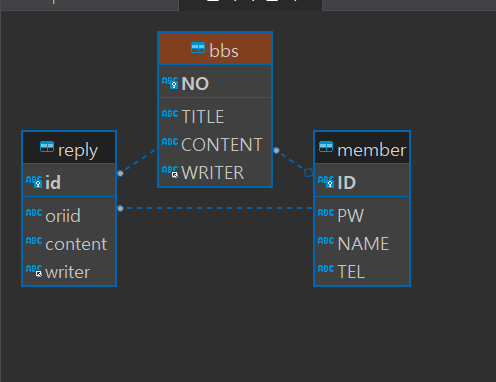 bbs
NO
TITLE
CONTENT
WRITER
reply
id
oriid
content
writer
member
ID
PW
NAME
TEL